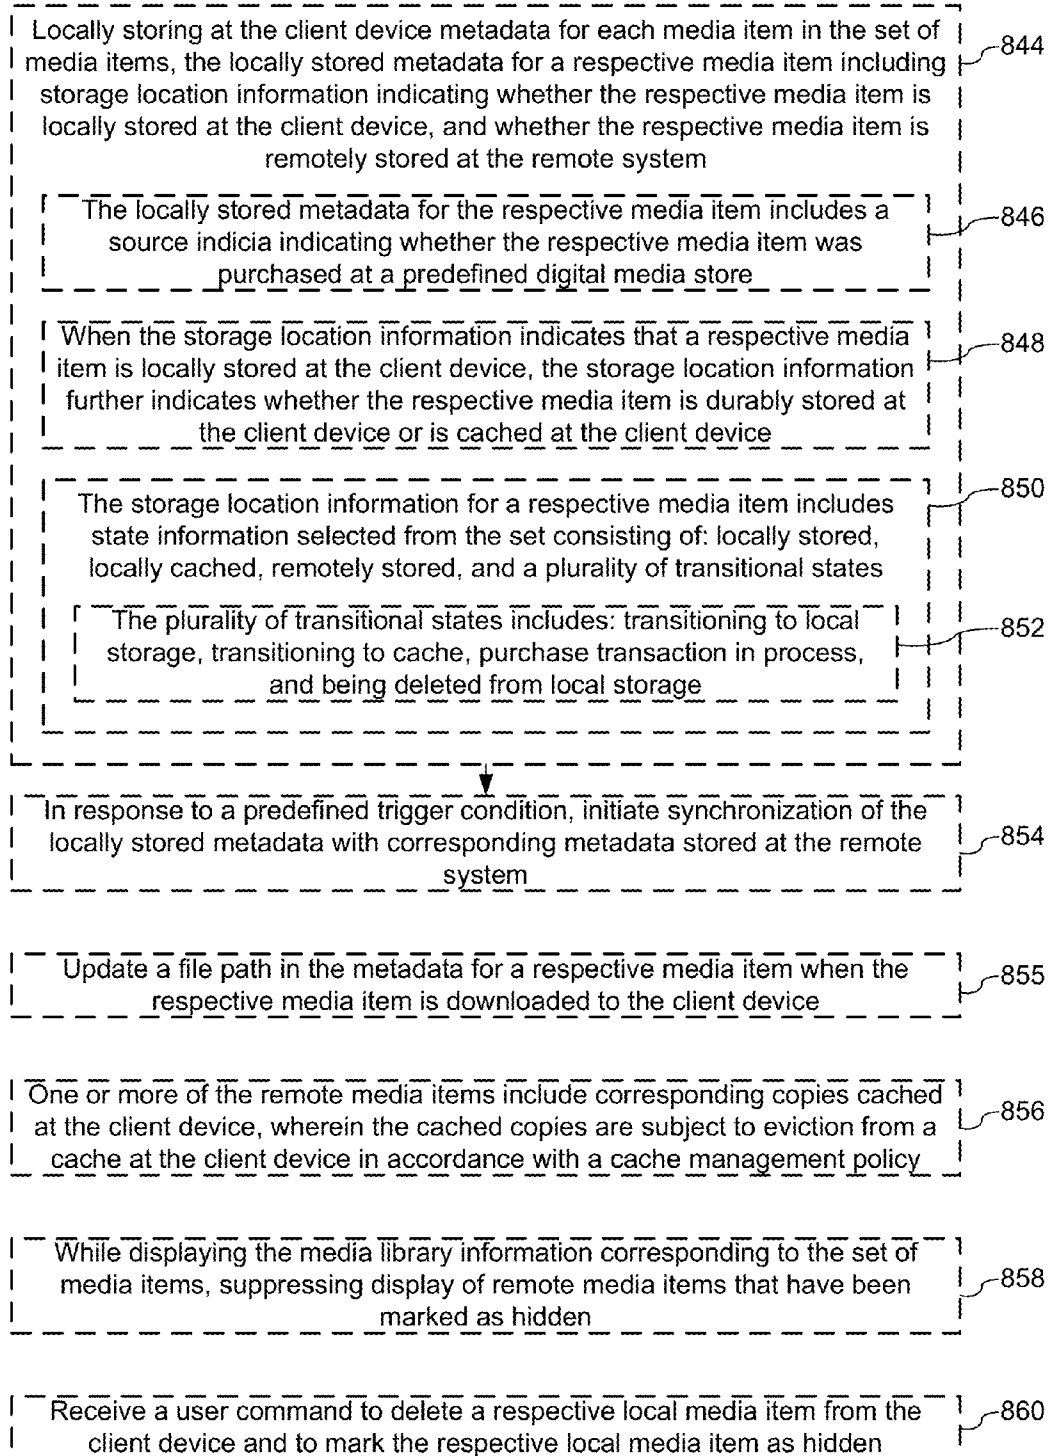 Locally storing at the client device metadata for each media item in the set of
media items, the locally stored metadata for a respective media item including
storage location information indicating whether the respective media item is
locally stored at the client device, and whether the respective media item is
remotely stored at the remote system
844
The locally stored metadata for the respective media item includes a
source indicia indicating whether the respective media item was
purchased at a predefined digital media store
846
When the storage location information indicates that a respective media
item is locally stored at the client device, the storage location information
further indicates whether the respective media item is durably stored at
the client device or is cached at the client device
848
The storage location information for a respective media item includes
state information selected from the set consisting of: locally stored,
locally cached, remotely stored, and a plurality of transitional states
850
The plurality of transitional states includes: transitioning to local
storage, transitioning to cache, purchase transaction in process,
and being deleted from local storage
852
In response to a predefined trigger condition, initiate synchronization of the
locally stored metadata with corresponding metadata stored at the remote
system
854
Update a file path in the metadata for a respective media item when the
respective media item is downloaded to the client device
855
One or more of the remote media items include corresponding copies cached
at the client device, wherein the cached copies are subject to eviction from a
cache at the client device in accordance with a cache management policy
856
While displaying the media library information corresponding to the set of
media items, suppressing display of remote media items that have been
marked as hidden
858
Receive a user command to delete a respective local media item from the
client device and to mark the respective local media item as hidden
860